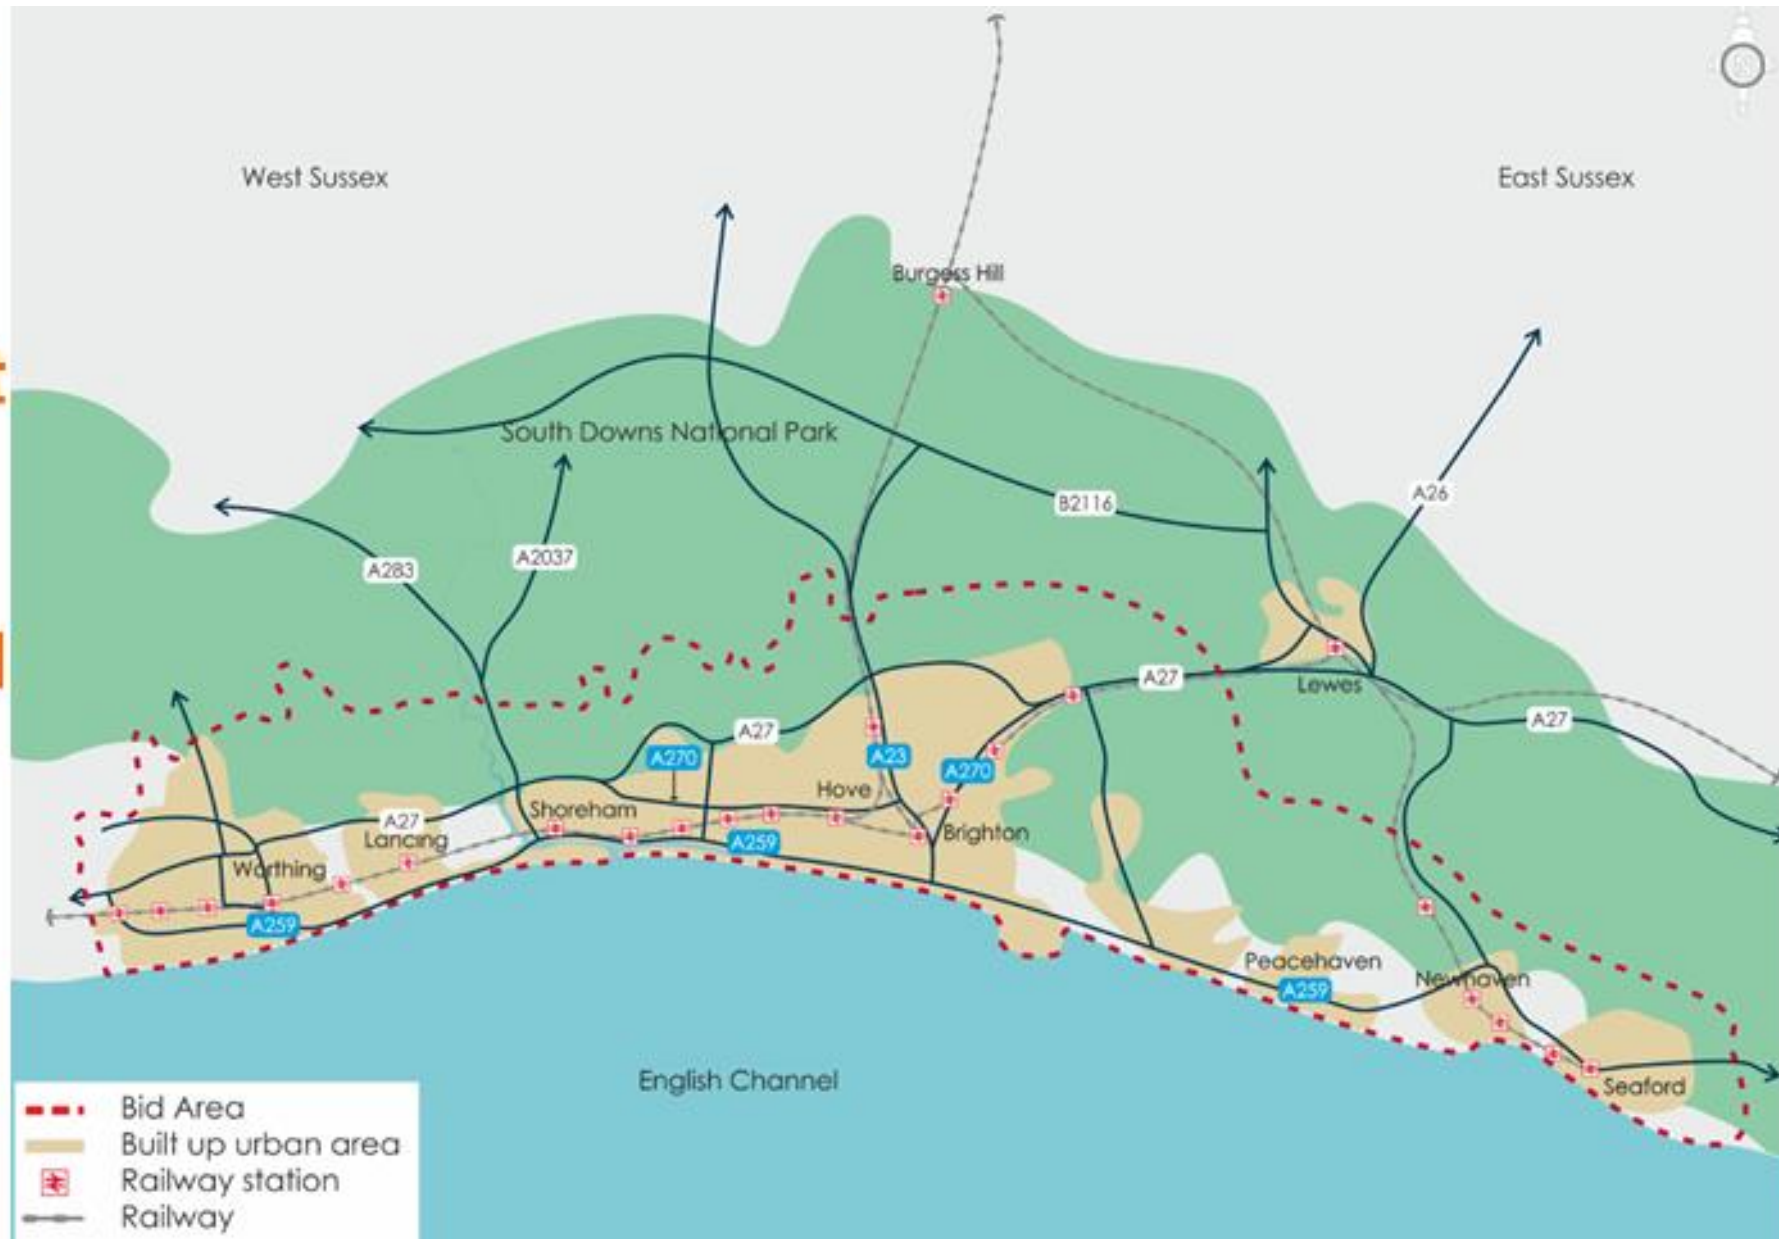 West Sussex
East Sussex
Burgess Hill
South Downs National Park
B2116
A26
A283
A2037
A27
Lewes
A27
A27
A270
A23
A270
Hove
Shoreham
A27
Lancing
A259
Brighton
Worthing
A259
Peacehaven
A259
Newhaven
English Channel
Seaford
Bid Area
Built up urban area
Railway station
Railway